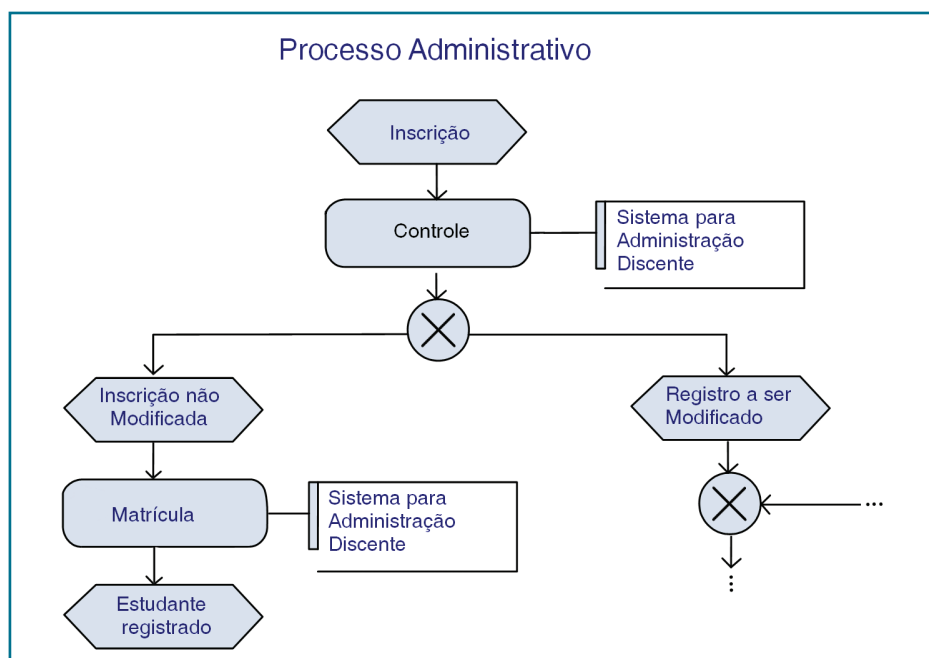 Processo Administrativo
Inscrição
Controle
Sistema para
Administração
Discente
Inscrição não
Modificada
Registro a ser
Modificado
Matrícula
Sistema para
Administração
Discente
...
...
Estudante
registrado